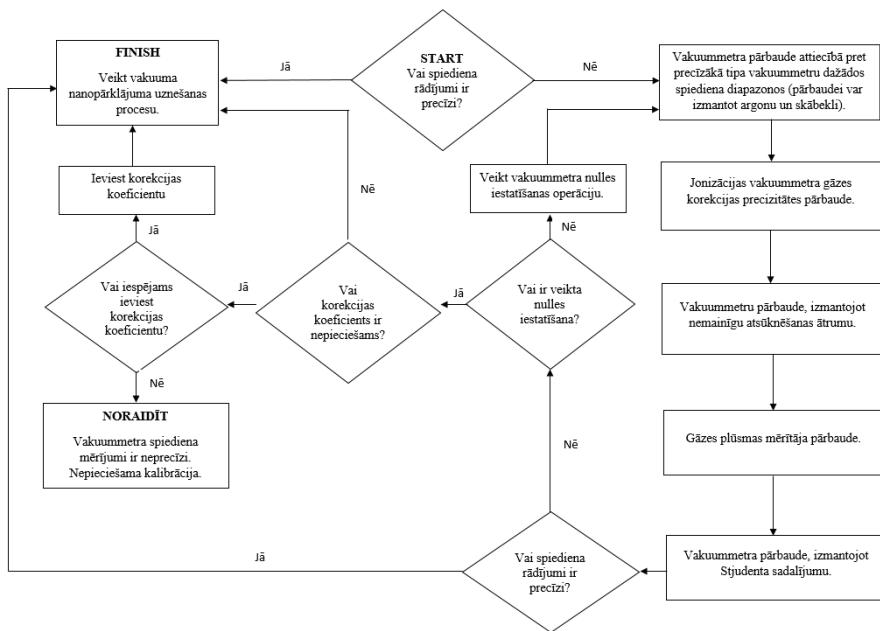 FINISH
Veikt vakuuma
nanopārklājuma uznešanas
procesu.
Jā
START
Vai spiediena
rādījumi ir
precīzi?
Nē
Vakuummetra pārbaude attiecībā pret
precīzākā tipa vakuummetru dažādos
spiediena diapazonos (pārbaudei var
izmantot argonu un skābekli).
Ieviest korekcijas
koeficientu
Nē
Veikt vakuummetra nulles
iestatīšanas operāciju.
Jonizācijas vakuummetra gāzes
korekcijas precizitātes pārbaude.
Jā
Nē
Vai iespējams
ieviest
korekcijas
koeficientu?
Jā
Vai
korekcijas
koeficients ir
nepieciešams?
Jā
Vai ir veikta
nulles
iestatīšana?
Vakuummetru pārbaude, izmantojot
nemainīgu atsūknēšanas ātrumu.
Nē
NORAIDĪT
Vakuummetra spiediena
mērījumi ir neprecīzi.
Nepieciešama kalibrācija.
Nē
Gāzes plūsmas mērītāja pārbaude.
Jā
Vai spiediena
rādījumi ir
precīzi?
Vakuummetra pārbaude, izmantojot
Stjudenta sadalījumu.